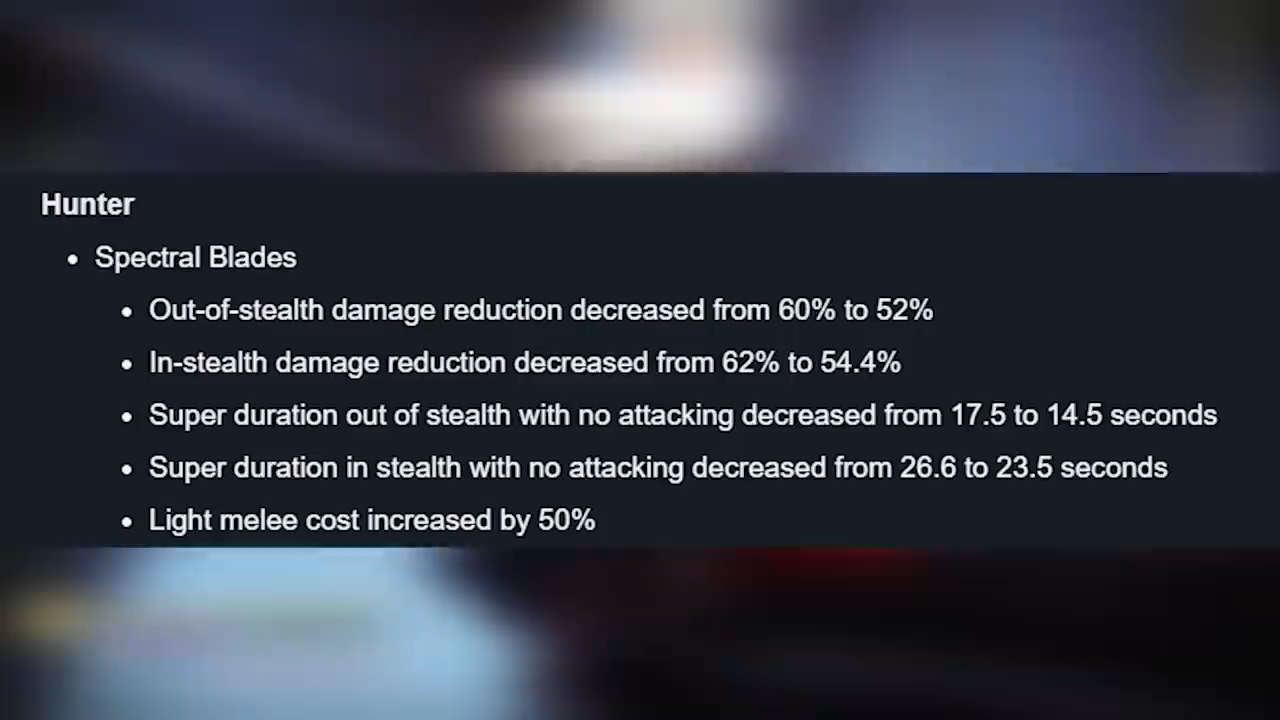 Hunter
• Spectral Blades
• Out-of-stealth damage reduction decreased from 60% to 52%
• In-stealth damage reduction decreased from 62% to 54.4%
• Super duration out of stealth with no attacking decreased from 17.5 to 14.5 seconds
• Super duration in stealth with no attacking decreased from 26.6 to 23.5 seconds
• Light melee cost increased by 50%